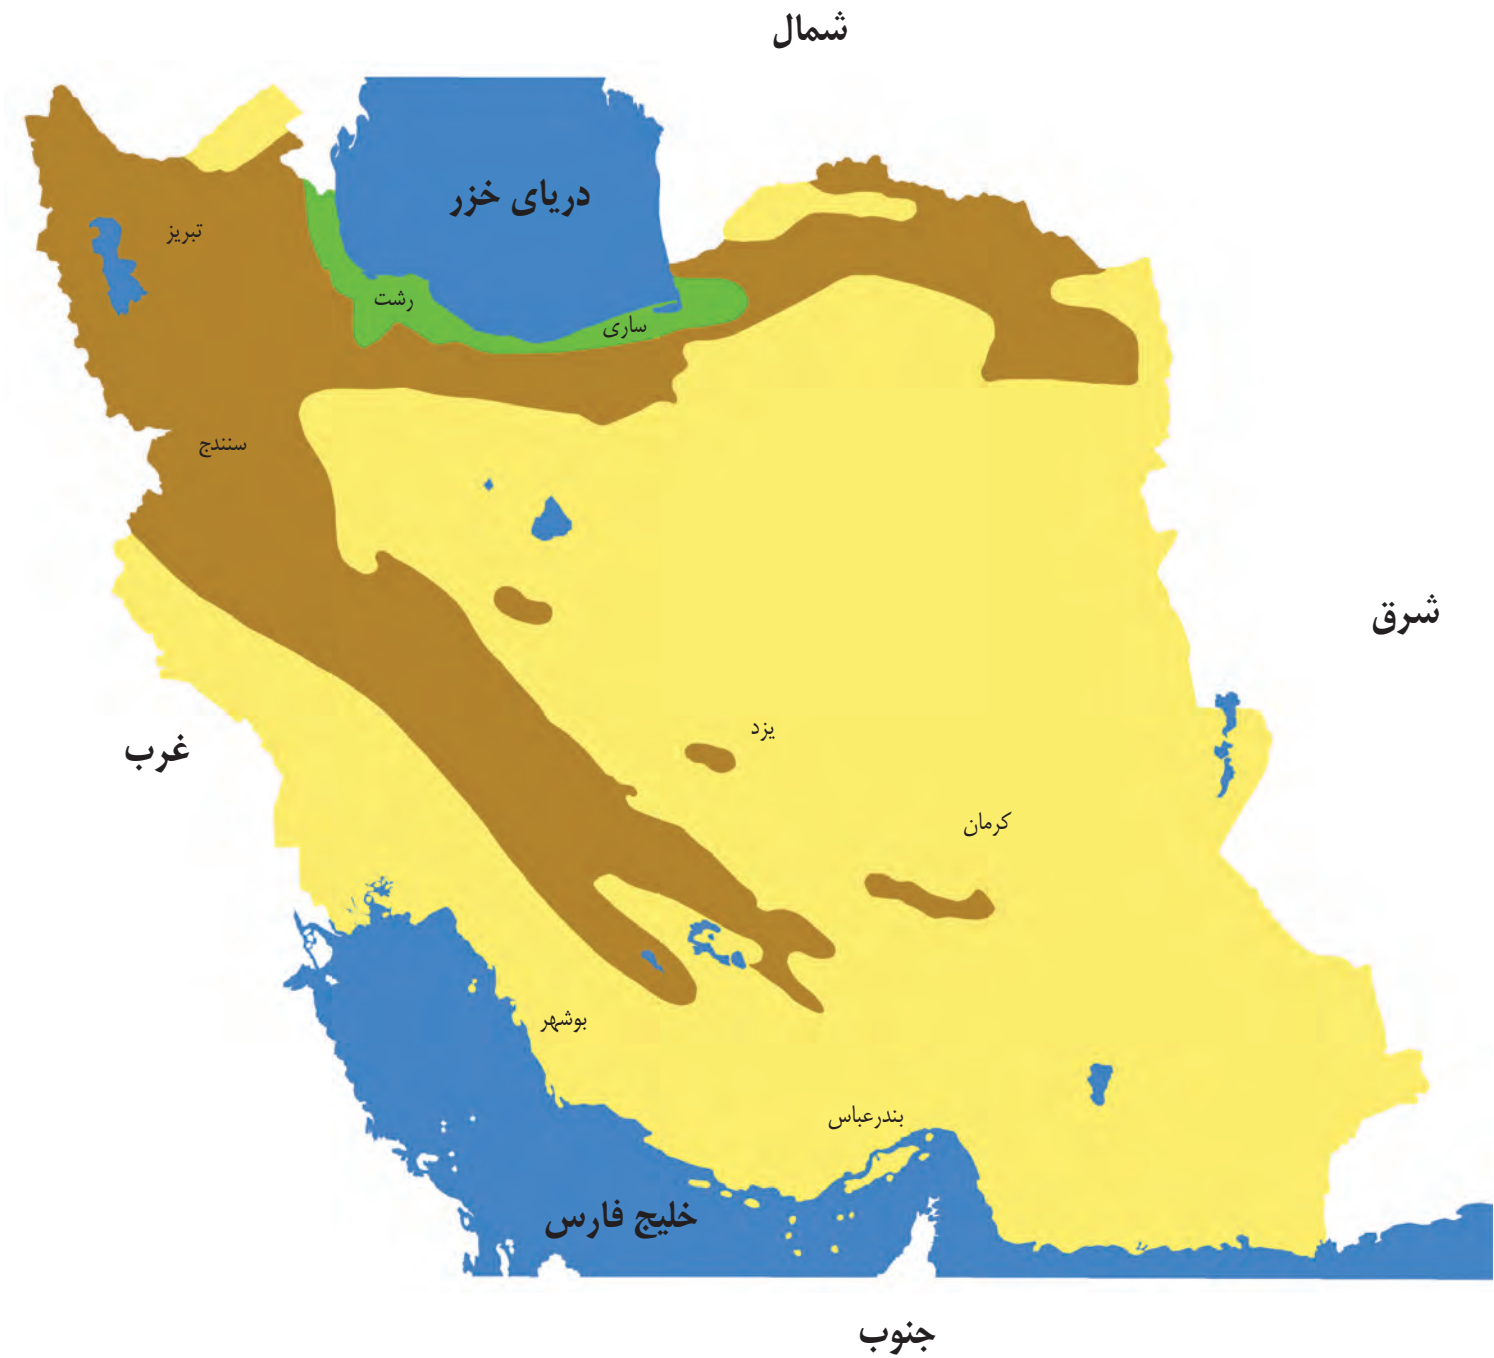 شمال
دریای خزر
تبریز
رشت
ساری
سنندج
شرق
یزد
غرب
کرمان
بوشهر
بندرعباس
خلیج فارس
جنوب